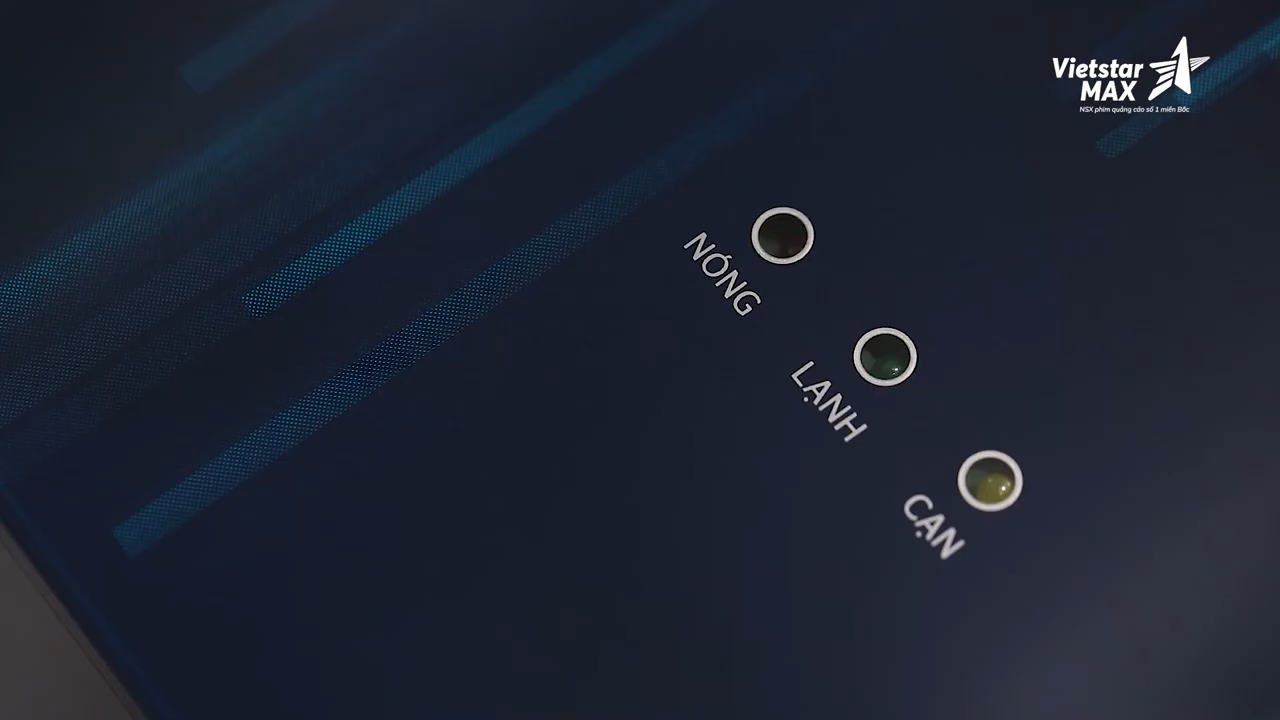 Vietstar
MAX
NSX phim quảng cáo số 1 miền Bắc
NÓNG
LẠNH
CẠN